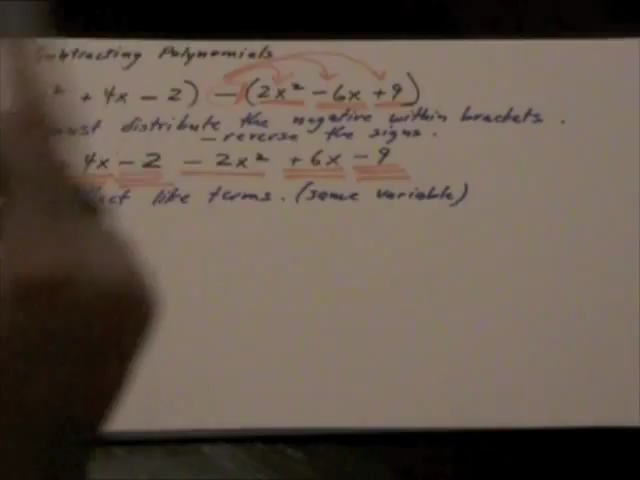 Subtracting Polynomials
² + 4x - 2) - (2x² - 6x + 9)
must distribute the negative within brackets.
- reverse the signs.
4x - 2 - 2x² + 6x - 9
like terms. (same variable)